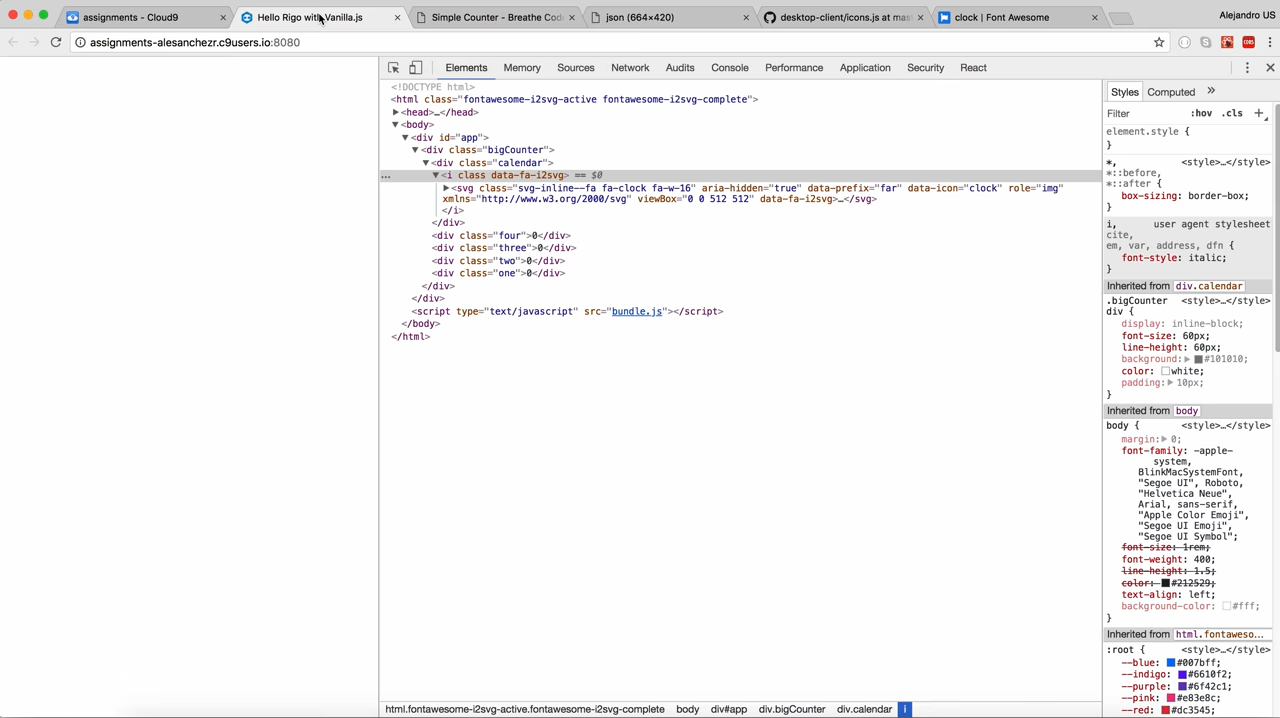 assignments - Cloud9
Hello Rigo with Vanilla.js
Simple Counter - Breathe Cod
json (664×420)
desktop-client/icons.js at mas
clock | Font Awesome
Alejandro US
assignments-alesanchezr.c9users.io:8080
Elements Memory Sources Network Audits Console Performance Application Security React
<!DOCTYPE html>
<html class="fontawesome-i2svg-active fontawesome-i2svg-complete">
▶<head>…</head>
▼<body>
▼<div id="app">
▼<div class="bigCounter">
▼<div class="calendar">
… ▼<i class data-fa-i2svg> == $0
▶<svg class="svg-inline--fa fa-clock fa-w-16" aria-hidden="true" data-prefix="far" data-icon="clock" role="img"
xmlns="http://www.w3.org/2000/svg" viewBox="0 0 512 512" data-fa-i2svg>…</svg>
</i>
</div>
<div class="four">0</div>
<div class="three">0</div>
<div class="two">0</div>
<div class="one">0</div>
</div>
</div>
<script type="text/javascript" src="bundle.js"></script>
</body>
</html>
html.fontawesome-i2svg-active.fontawesome-i2svg-complete body div#app div.bigCounter div.calendar i
Styles Computed »
Filter :hov .cls +
element.style {
}
*, <style>…</style>
*::before,
*::after {
box-sizing: border-box;
}
i, user agent stylesheet
cite,
em, var, address, dfn {
font-style: italic;
}
Inherited from div.calendar
.bigCounter <style>…</style>
div {
display: inline-block;
font-size: 60px;
line-height: 60px;
background:▶ #101010;
color: white;
padding:▶ 10px;
}
Inherited from body
body { <style>…</style>
margin:▶ 0;
font-family: -apple-
system,
BlinkMacSystemFont,
"Segoe UI", Roboto,
"Helvetica Neue",
Arial, sans-serif,
"Apple Color Emoji",
"Segoe UI Emoji",
"Segoe UI Symbol";
font-size: 1rem;
font-weight: 400;
line-height: 1.5;
color: #212529;
text-align: left;
background-color: #fff;
}
Inherited from html.fontaweso…
:root { <style>…</style>
--blue: #007bff;
--indigo: #6610f2;
--purple: #6f42c1;
--pink: #e83e8c;
--red: #dc3545;